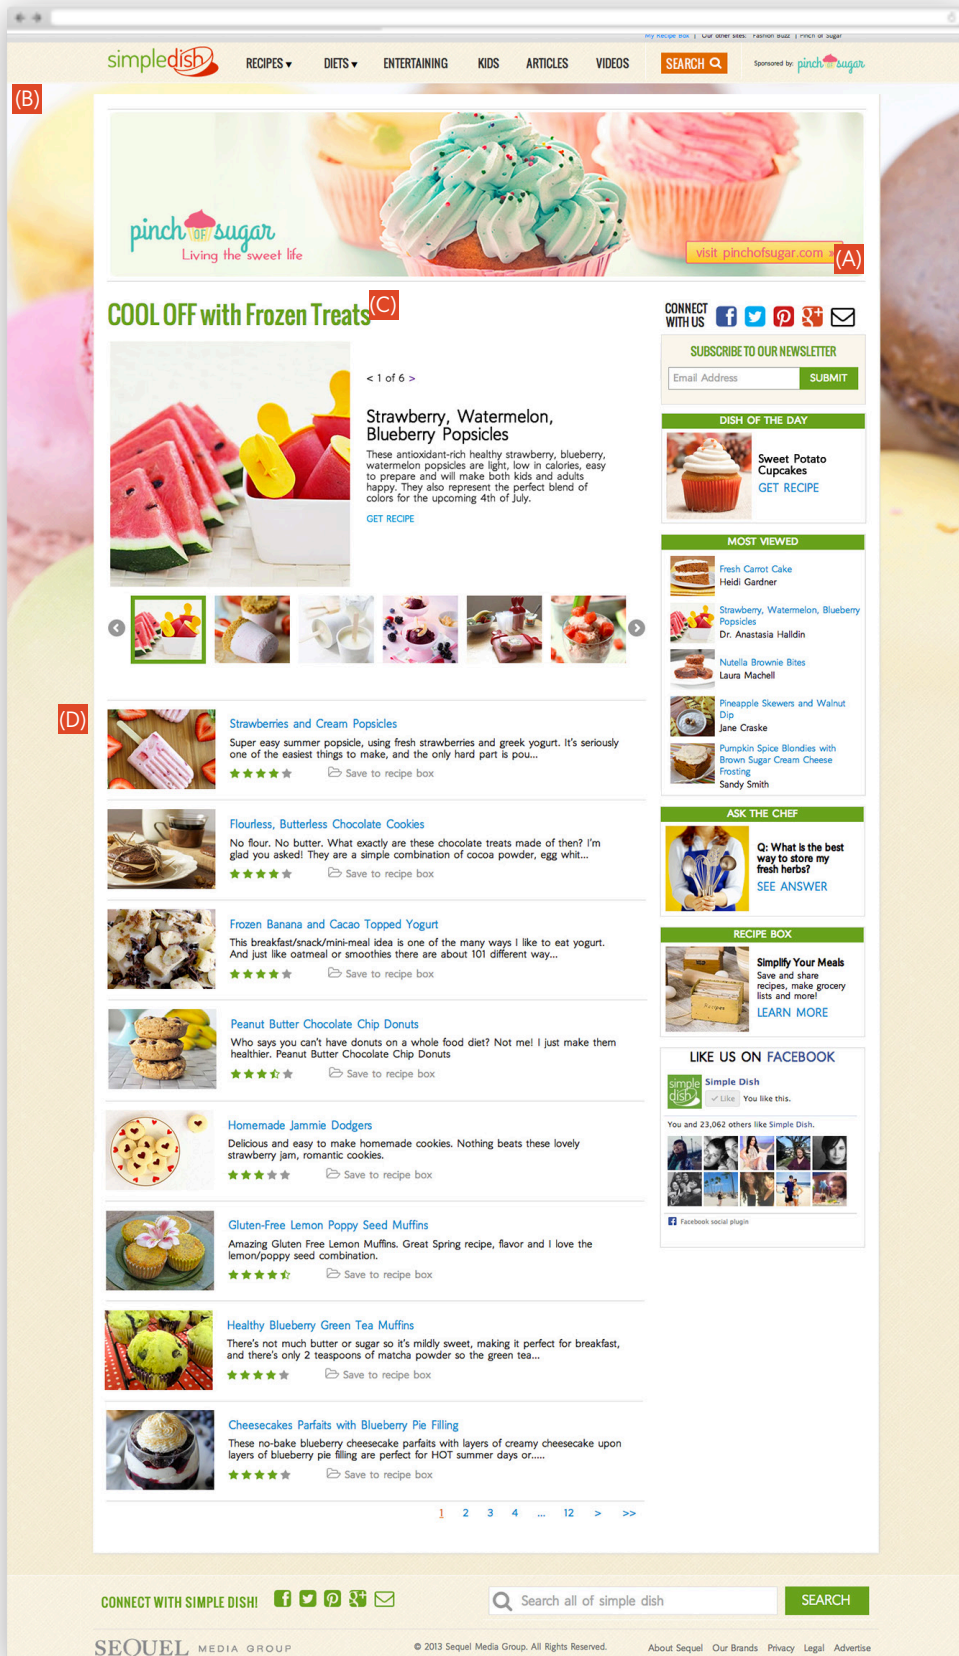 My Recipe Box | Our other sites: Fashion Buzz | Pinch of Sugar
simpledish
RECIPES ▾ DIETS ▾ ENTERTAINING KIDS ARTICLES VIDEOS SEARCH Sponsored by: pinch of sugar
(B)
pinch OF sugar
Living the sweet life
visit pinchofsugar.com »
(A)
COOL OFF with Frozen Treats
(C)
< 1 of 6 >
Strawberry, Watermelon,
Blueberry Popsicles
These antioxidant-rich healthy strawberry, blueberry,
watermelon popsicles are light, low in calories, easy
to prepare and will make both kids and adults
happy. They also represent the perfect blend of
colors for the upcoming 4th of July.
GET RECIPE
(D)
Strawberries and Cream Popsicles
Super easy summer popsicle, using fresh strawberries and greek yogurt. It's seriously
one of the easiest things to make, and the only hard part is pou...
Save to recipe box
Flourless, Butterless Chocolate Cookies
No flour. No butter. What exactly are these chocolate treats made of then? I'm
glad you asked! They are a simple combination of cocoa powder, egg whit...
Save to recipe box
Frozen Banana and Cacao Topped Yogurt
This breakfast/snack/mini-meal idea is one of the many ways I like to eat yogurt.
And just like oatmeal or smoothies there are about 101 different way...
Save to recipe box
Peanut Butter Chocolate Chip Donuts
Who says you can't have donuts on a whole food diet? Not me! I just make them
healthier. Peanut Butter Chocolate Chip Donuts
Save to recipe box
Homemade Jammie Dodgers
Delicious and easy to make homemade cookies. Nothing beats these lovely
strawberry jam, romantic cookies.
Save to recipe box
Gluten-Free Lemon Poppy Seed Muffins
Amazing Gluten Free Lemon Muffins. Great Spring recipe, flavor and I love the
lemon/poppy seed combination.
Save to recipe box
Healthy Blueberry Green Tea Muffins
There's not much butter or sugar so it's mildly sweet, making it perfect for breakfast,
and there's only 2 teaspoons of matcha powder so the green tea...
Save to recipe box
Cheesecakes Parfaits with Blueberry Pie Filling
These no-bake blueberry cheesecake parfaits with layers of creamy cheesecake upon
layers of blueberry pie filling are perfect for HOT summer days or.....
Save to recipe box
1 2 3 4 ... 12 > >>
CONNECT
WITH US
SUBSCRIBE TO OUR NEWSLETTER
Email Address SUBMIT
DISH OF THE DAY
Sweet Potato
Cupcakes
GET RECIPE
MOST VIEWED
Fresh Carrot Cake
Heidi Gardner
Strawberry, Watermelon, Blueberry
Popsicles
Dr. Anastasia Halldin
Nutella Brownie Bites
Laura Machell
Pineapple Skewers and Walnut
Dip
Jane Craske
Pumpkin Spice Blondies with
Brown Sugar Cream Cheese
Frosting
Sandy Smith
ASK THE CHEF
Q: What is the best
way to store my
fresh herbs?
SEE ANSWER
RECIPE BOX
Recipes
Simplify Your Meals
Save and share
recipes, make grocery
lists and more!
LEARN MORE
LIKE US ON FACEBOOK
simple
dish
Simple Dish
Like You like this.
You and 23,062 others like Simple Dish.
Facebook social plugin
CONNECT WITH SIMPLE DISH!
Search all of simple dish SEARCH
SEQUEL MEDIA GROUP
© 2013 Sequel Media Group. All Rights Reserved.
About Sequel Our Brands Privacy Legal Advertise